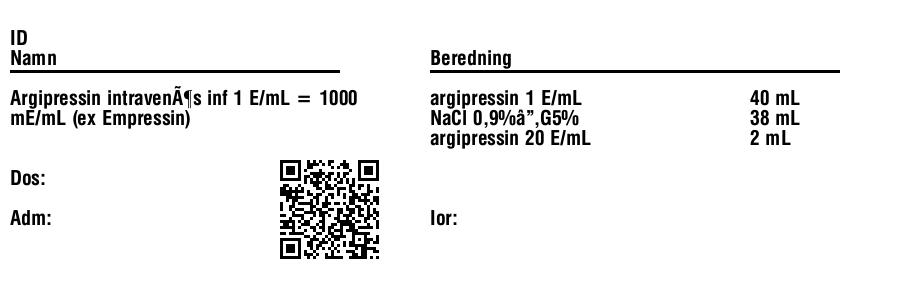 ID
Namn
Argipressin intravenÃ¶s inf 1 E/mL = 1000
mE/mL (ex Empressin)
Dos:
Adm:
Beredning
argipressin 1 E/mL 40 mL
NaCl 0,9%â”‚G5% 38 mL
argipressin 20 E/mL 2 mL
Ior: